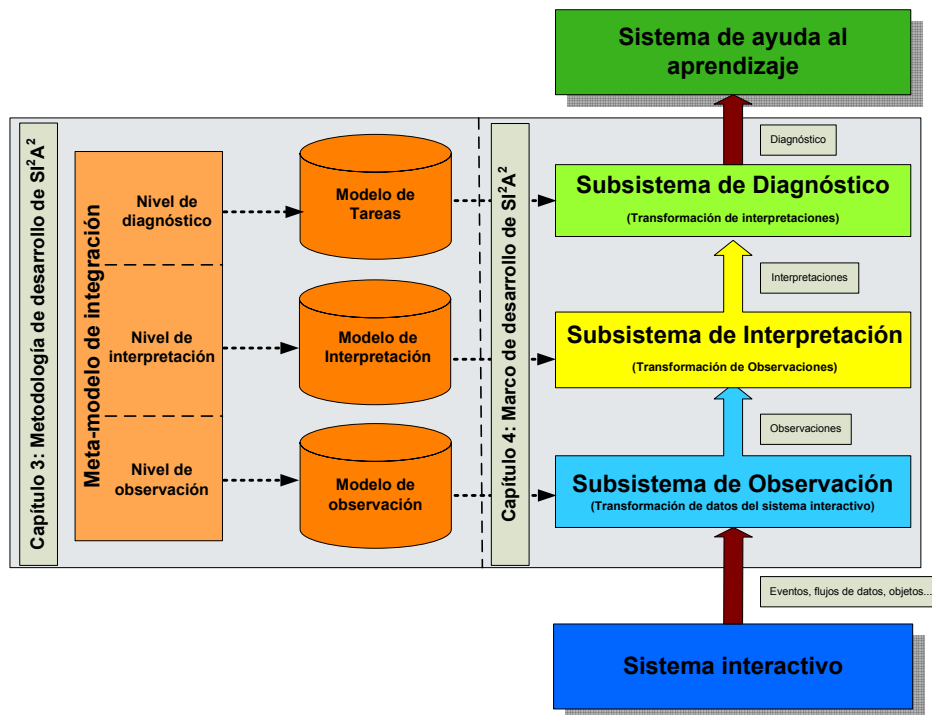 Sistema de ayuda al
aprendizaje
Diagnóstico
Capítulo 3: Metodología de desarrollo de SI²A²
Meta-modelo de integración
Nivel de
diagnóstico
Modelo de
Tareas
Nivel de
interpretación
Modelo de
Interpretación
Nivel de
observación
Modelo de
observación
Capítulo 4: Marco de desarrollo de SI²A²
Subsistema de Diagnóstico
(Transformación de interpretaciones)
Interpretaciones
Subsistema de Interpretación
(Transformación de Observaciones)
Observaciones
Subsistema de Observación
(Transformación de datos del sistema interactivo)
Eventos, flujos de datos, objetos...
Sistema interactivo